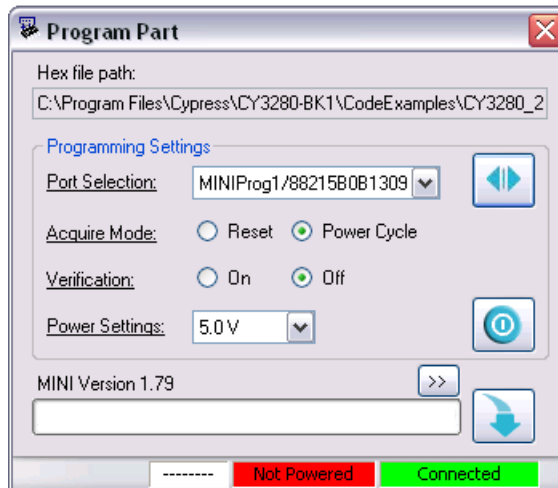 Program Part
Hex file path:
C:\Program Files\Cypress\CY3280-BK1\CodeExamples\CY3280_2
Programming Settings
Port Selection: MINIProg1/88215B0B1309
Acquire Mode: Reset Power Cycle
Verification: On Off
Power Settings: 5.0 V
MINI Version 1.79 >>
-------- Not Powered Connected